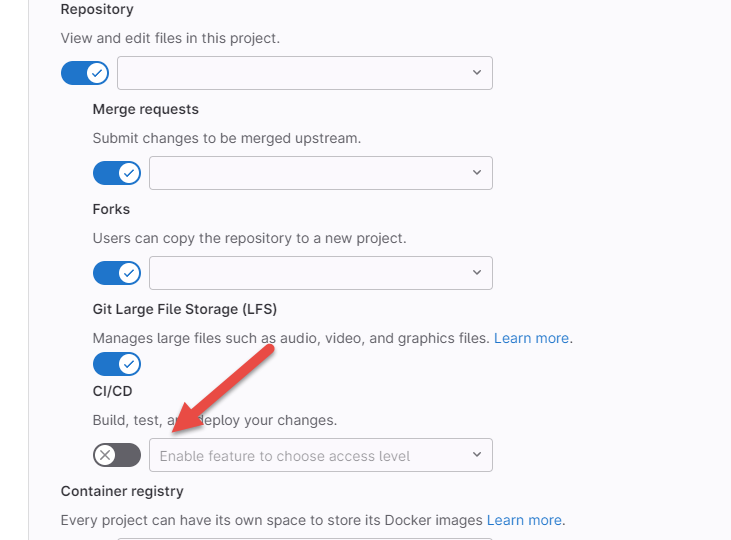 Repository
View and edit files in this project.
Merge requests
Submit changes to be merged upstream.
Forks
Users can copy the repository to a new project.
Git Large File Storage (LFS)
Manages large files such as audio, video, and graphics files. Learn more.
CI/CD
Build, test, and deploy your changes.
Enable feature to choose access level
Container registry
Every project can have its own space to store its Docker images Learn more.